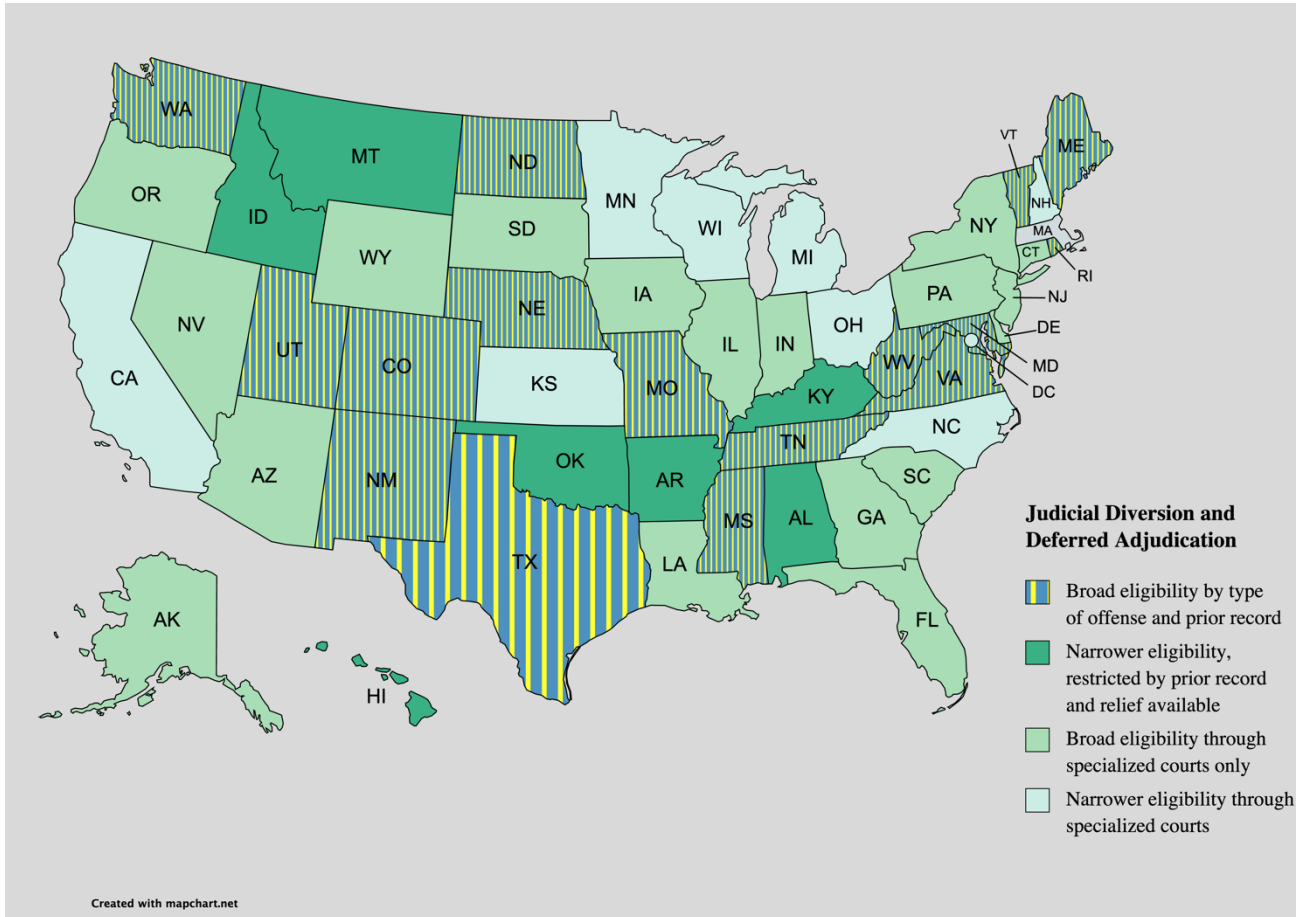 WA
MT
ND
MN
VT
ME
OR
ID
SD
WI
MI
NY
NH
MA
CT
RI
WY
IA
PA
NJ
NE
OH
DE
NV
UT
CO
IL
IN
MD
DC
CA
KS
MO
WV
VA
KY
NC
TN
AZ
NM
OK
AR
SC
MS
AL
GA
TX
LA
FL
AK
HI
Judicial Diversion and
Deferred Adjudication
Broad eligibility by type
of offense and prior record
Narrower eligibility,
restricted by prior record
and relief available
Broad eligibility through
specialized courts only
Narrower eligibility through
specialized courts
Created with mapchart.net